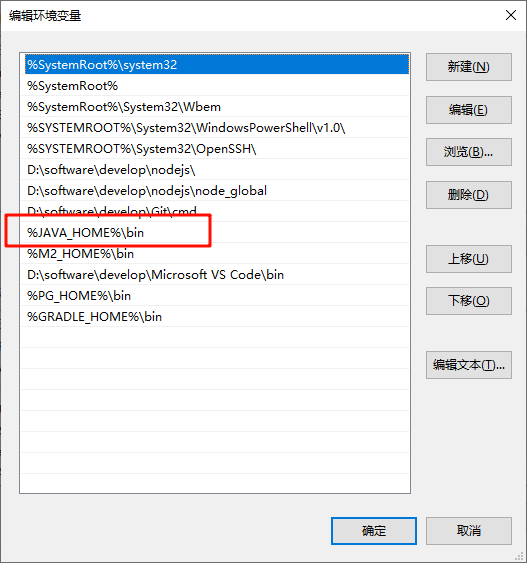 编辑环境变量
%SystemRoot%\system32
%SystemRoot%
%SystemRoot%\System32\Wbem
%SYSTEMROOT%\System32\WindowsPowerShell\v1.0\
%SYSTEMROOT%\System32\OpenSSH\
D:\software\develop\nodejs\
D:\software\develop\nodejs\node_global
D:\software\develop\Git\cmd
%JAVA_HOME%\bin
%M2_HOME%\bin
D:\software\develop\Microsoft VS Code\bin
%PG_HOME%\bin
%GRADLE_HOME%\bin
新建(N)
编辑(E)
浏览(B)...
删除(D)
上移(U)
下移(O)
编辑文本(T)...
确定
取消